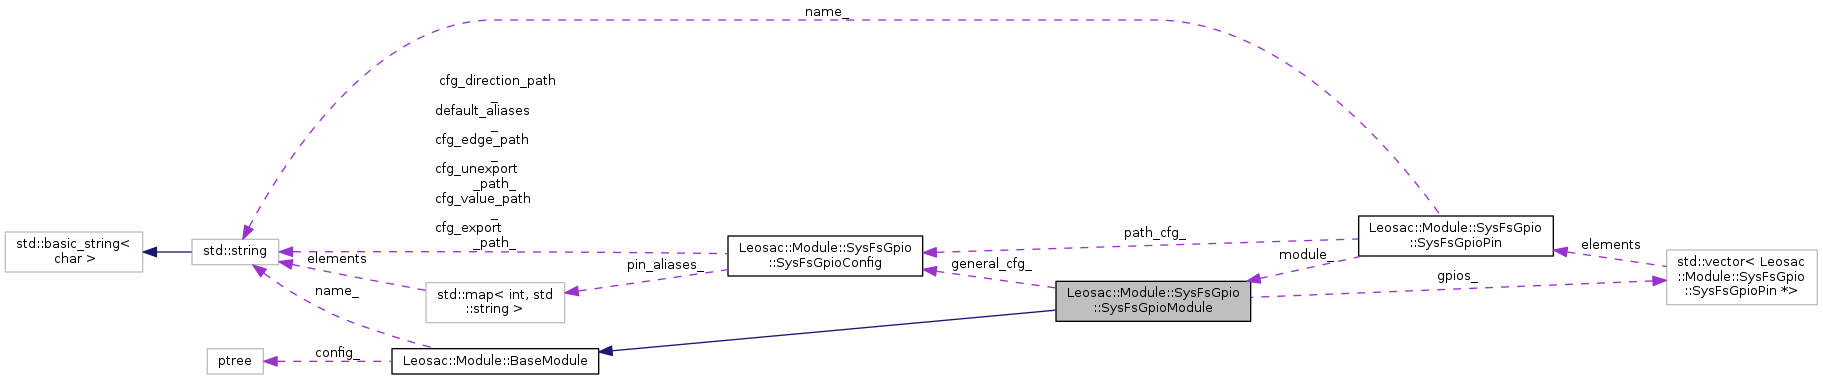 name_
cfg_direction_path
_
default_aliases
_
cfg_edge_path
_
cfg_unexport
_path_
cfg_value_path
_
cfg_export
_path_
std::basic_string<
char >
std::string
elements
name_
std::map< int, std
::string >
pin_aliases_
ptree
config_
Leosac::Module::BaseModule
Leosac::Module::SysFsGpio
::SysFsGpioConfig
general_cfg_
path_cfg_
Leosac::Module::SysFsGpio
::SysFsGpioModule
module_
gpios_
Leosac::Module::SysFsGpio
::SysFsGpioPin
elements
std::vector< Leosac
::Module::SysFsGpio
::SysFsGpioPin *>